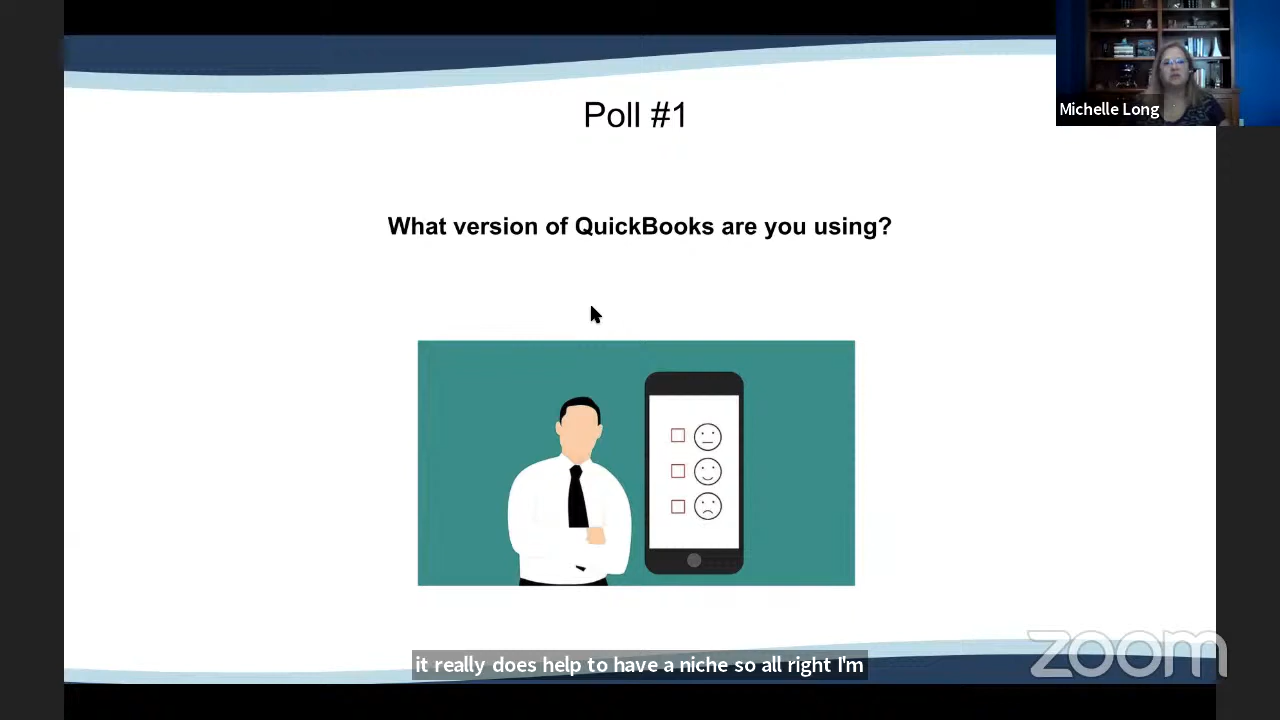 Poll #1
Michelle Long
What version of QuickBooks are you using?
it really does help to have a niche so all right I'm
zoom